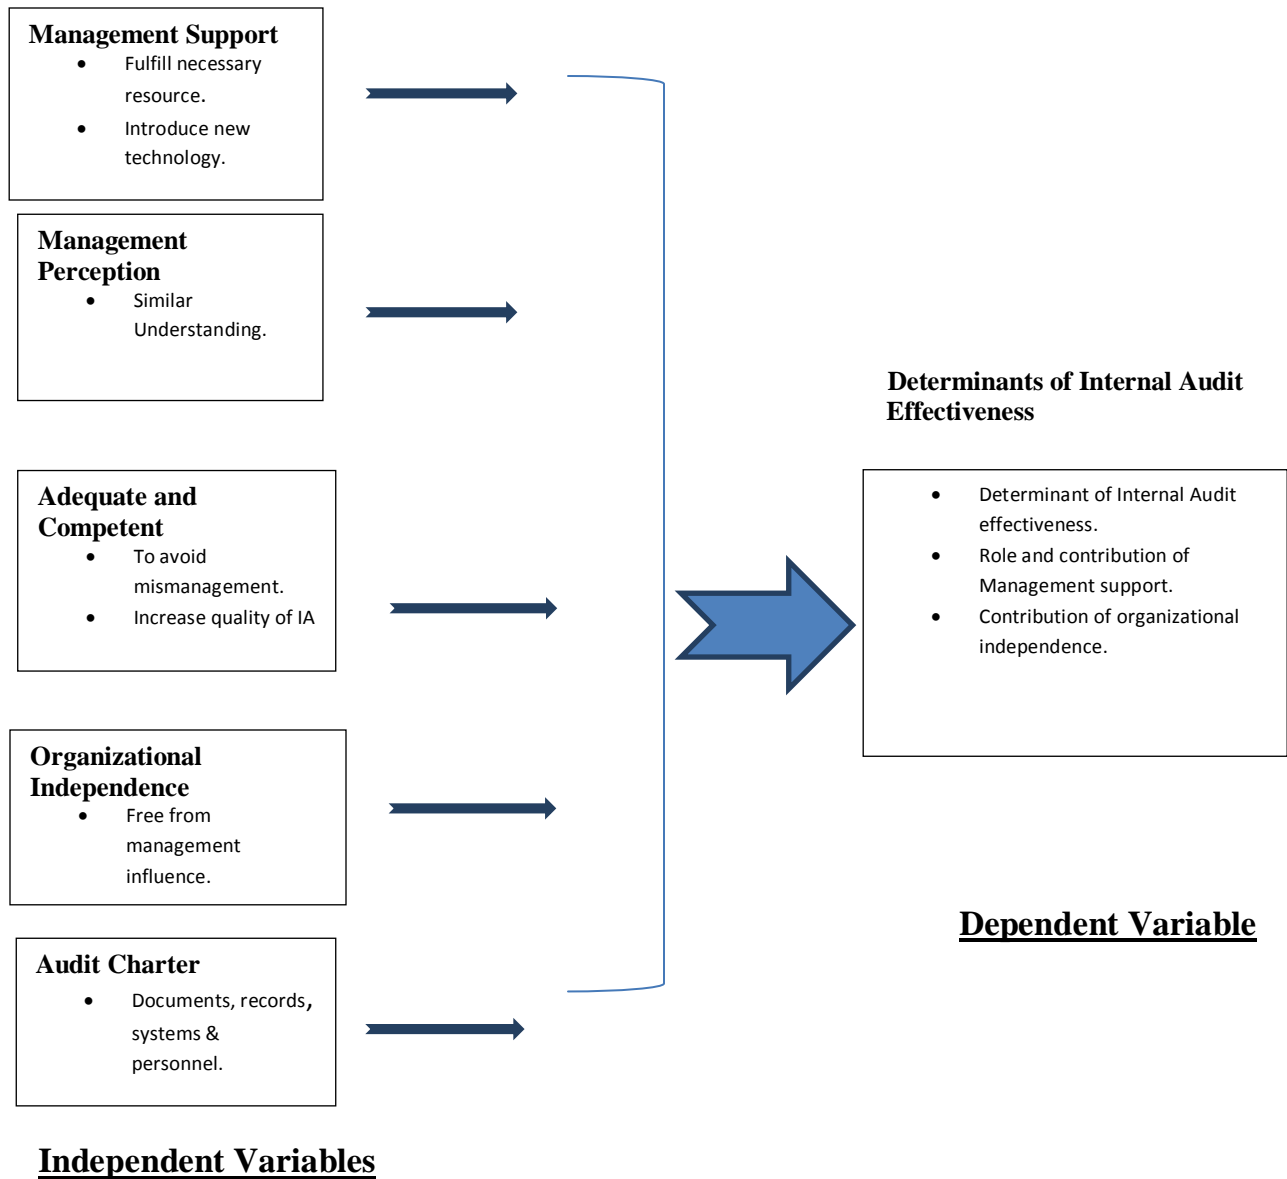 Management Support
• Fulfill necessary
resource.
• Introduce new
technology.
Management
Perception
• Similar
Understanding.
Adequate and
Competent
• To avoid
mismanagement.
• Increase quality of IA
Organizational
Independence
• Free from
management
influence.
Audit Charter
• Documents, records,
systems &
personnel.
Independent Variables
Determinants of Internal Audit
Effectiveness
• Determinant of Internal Audit
effectiveness.
• Role and contribution of
Management support.
• Contribution of organizational
independence.
Dependent Variable